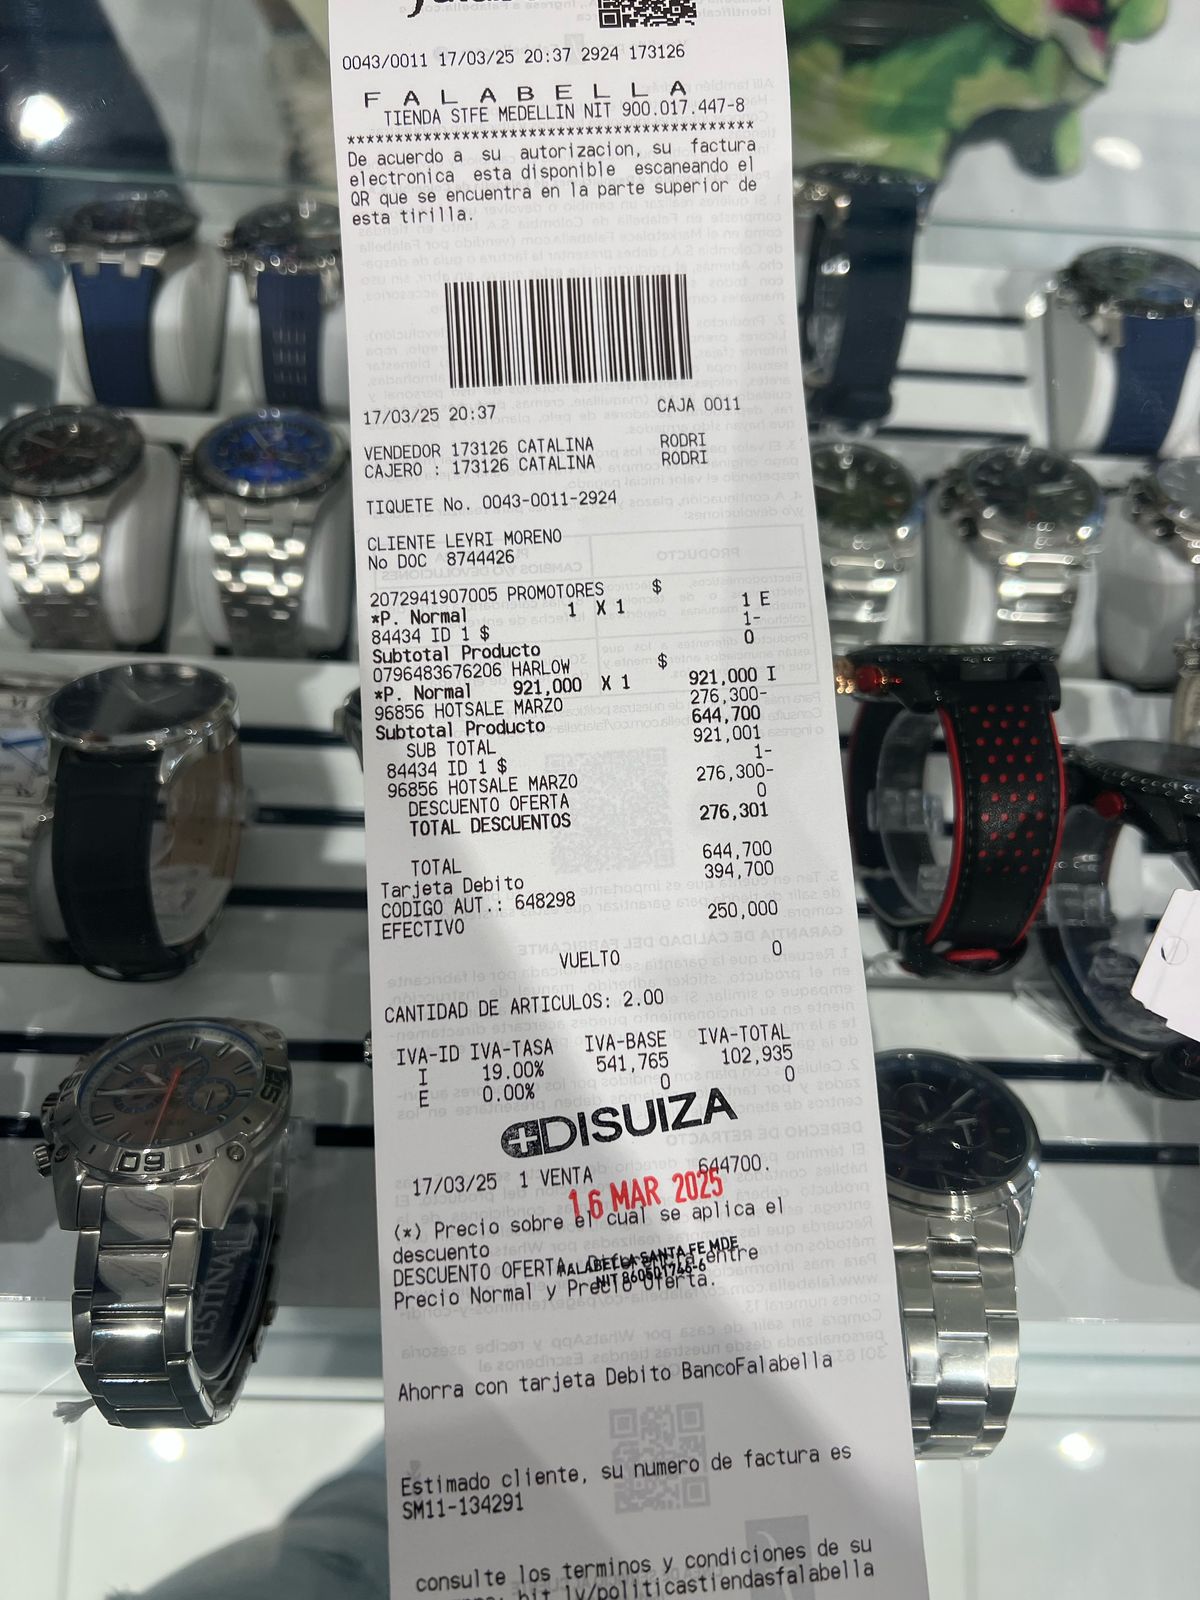 0043/0011 17/03/25 20:37 2924 173126
F A L A B E L L A
TIENDA STFE MEDELLIN NIT 900.017.447-8
****************************************
De acuerdo a su autorizacion, su factura
electronica esta disponible escaneando el
QR que se encuentra en la parte superior de
esta tirilla.
17/03/25 20:37 CAJA 0011
VENDEDOR 173126 CATALINA RODRI
CAJERO : 173126 CATALINA RODRI
TIQUETE No. 0043-0011-2924
CLIENTE LEYRI MORENO
No DOC 8744426
2072941907005 PROMOTORES $
*P. Normal 1 X 1 1 E
84434 ID 1 $ 1-
Subtotal Producto 0
0796483676206 HARLOW $
*P. Normal 921,000 X 1 921,000 I
96856 HOTSALE MARZO 276,300-
Subtotal Producto 644,700
SUB TOTAL 921,001
84434 ID 1 $ 1-
96856 HOTSALE MARZO 276,300-
DESCUENTO OFERTA 0
TOTAL DESCUENTOS 276,301
TOTAL 644,700
Tarjeta Debito 394,700
CODIGO AUT.: 648298
EFECTIVO 250,000
VUELTO 0
CANTIDAD DE ARTICULOS: 2.00
IVA-ID IVA-TASA IVA-BASE IVA-TOTAL
I 19.00% 541,765 102,935
E 0.00% 0 0
DISUIZA
17/03/25 1 VENTA 644700.
16 MAR 2025
(*) Precio sobre el cual se aplica el
descuento
FALABELLA SANTA FE MDE
DESCUENTO OFERTA: Diferencia entre
NIT 860501746-6
Precio Normal y Precio Oferta.
Ahorra con tarjeta Debito BancoFalabella
Estimado cliente, su numero de factura es
SM11-134291
consulte los terminos y condiciones de su
bit.ly/politicastiendasfalabella